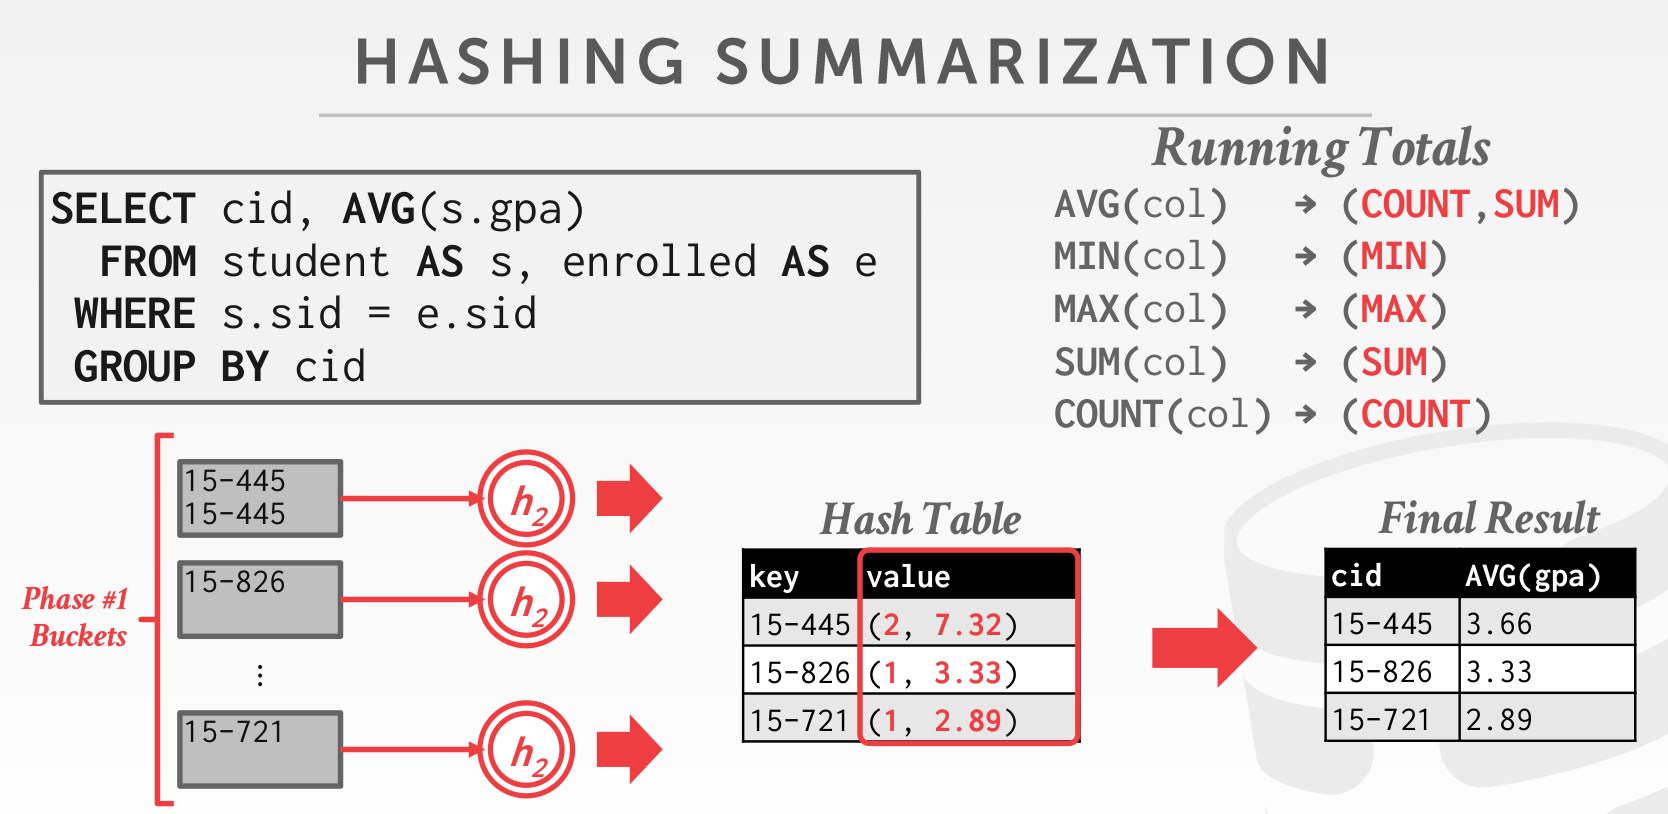 HASHING SUMMARIZATION
SELECT cid, AVG(s.gpa)
FROM student AS s, enrolled AS e
WHERE s.sid = e.sid
GROUP BY cid
Running Totals
AVG(col) → (COUNT,SUM)
MIN(col) → (MIN)
MAX(col) → (MAX)
SUM(col) → (SUM)
COUNT(col) → (COUNT)
Phase #1
Buckets
15-445
15-445
h2
15-826
h2
⋮
15-721
h2
Hash Table
key value
15-445 (2, 7.32)
15-826 (1, 3.33)
15-721 (1, 2.89)
Final Result
cid AVG(gpa)
15-445 3.66
15-826 3.33
15-721 2.89